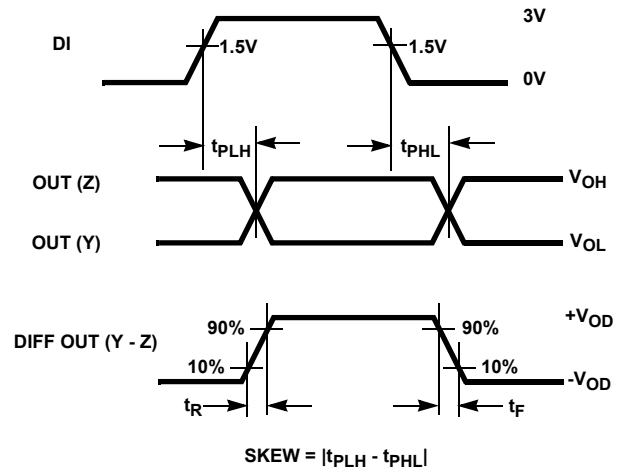 3V
DI
1.5V
1.5V
0V
tPLH
tPHL
OUT (Z)
VOH
OUT (Y)
VOL
+VOD
90%
90%
DIFF OUT (Y - Z)
10%
10%
-VOD
tR
tF
SKEW = |tPLH - tPHL|